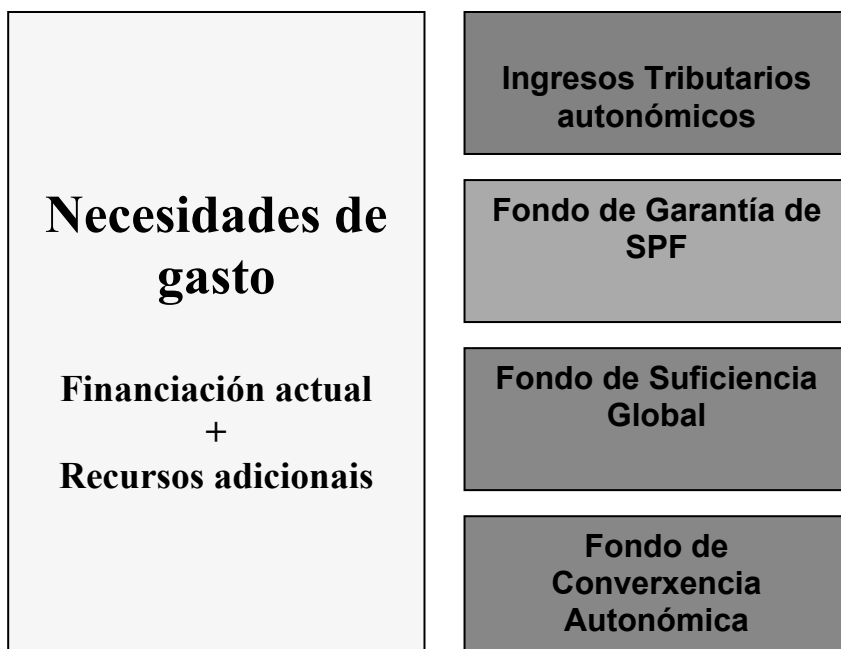 Necesidades de
gasto
Financiación actual
+
Recursos adicionais
Ingresos Tributarios
autonómicos
Fondo de Garantía de
SPF
Fondo de Suficiencia
Global
Fondo de
Converxencia
Autonómica